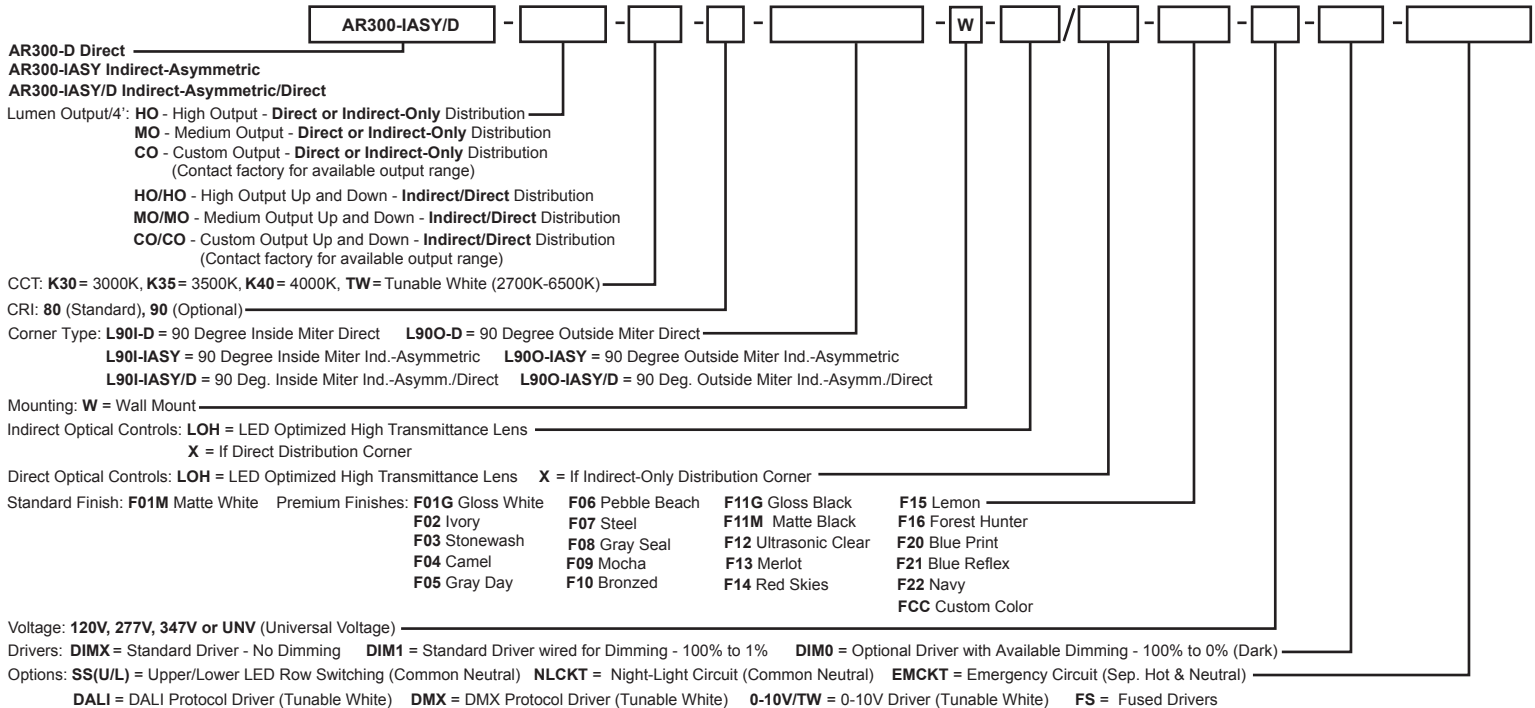 AR300-IASY/D - - - - W - / - - - -
AR300-D Direct
AR300-IASY Indirect-Asymmetric
AR300-IASY/D Indirect-Asymmetric/Direct
Lumen Output/4': HO - High Output - Direct or Indirect-Only Distribution
MO - Medium Output - Direct or Indirect-Only Distribution
CO - Custom Output - Direct or Indirect-Only Distribution
(Contact factory for available output range)
HO/HO - High Output Up and Down - Indirect/Direct Distribution
MO/MO - Medium Output Up and Down - Indirect/Direct Distribution
CO/CO - Custom Output Up and Down - Indirect/Direct Distribution
(Contact factory for available output range)
CCT: K30 = 3000K, K35 = 3500K, K40 = 4000K, TW = Tunable White (2700K-6500K)
CRI: 80 (Standard), 90 (Optional)
Corner Type: L90I-D = 90 Degree Inside Miter Direct L90O-D = 90 Degree Outside Miter Direct
L90I-IASY = 90 Degree Inside Miter Ind.-Asymmetric L90O-IASY = 90 Degree Outside Miter Ind.-Asymmetric
L90I-IASY/D = 90 Deg. Inside Miter Ind.-Asymm./Direct L90O-IASY/D = 90 Deg. Outside Miter Ind.-Asymm./Direct
Mounting: W = Wall Mount
Indirect Optical Controls: LOH = LED Optimized High Transmittance Lens
X = If Direct Distribution Corner
Direct Optical Controls: LOH = LED Optimized High Transmittance Lens X = If Indirect-Only Distribution Corner
Standard Finish: F01M Matte White Premium Finishes: F01G Gloss White F06 Pebble Beach F11G Gloss Black F15 Lemon
F02 Ivory F07 Steel F11M Matte Black F16 Forest Hunter
F03 Stonewash F08 Gray Seal F12 Ultrasonic Clear F20 Blue Print
F04 Camel F09 Mocha F13 Merlot F21 Blue Reflex
F05 Gray Day F10 Bronzed F14 Red Skies F22 Navy
FCC Custom Color
Voltage: 120V, 277V, 347V or UNV (Universal Voltage)
Drivers: DIMX = Standard Driver - No Dimming DIM1 = Standard Driver wired for Dimming - 100% to 1% DIM0 = Optional Driver with Available Dimming - 100% to 0% (Dark)
Options: SS(U/L) = Upper/Lower LED Row Switching (Common Neutral) NLCKT = Night-Light Circuit (Common Neutral) EMCKT = Emergency Circuit (Sep. Hot & Neutral)
DALI = DALI Protocol Driver (Tunable White) DMX = DMX Protocol Driver (Tunable White) 0-10V/TW = 0-10V Driver (Tunable White) FS = Fused Drivers